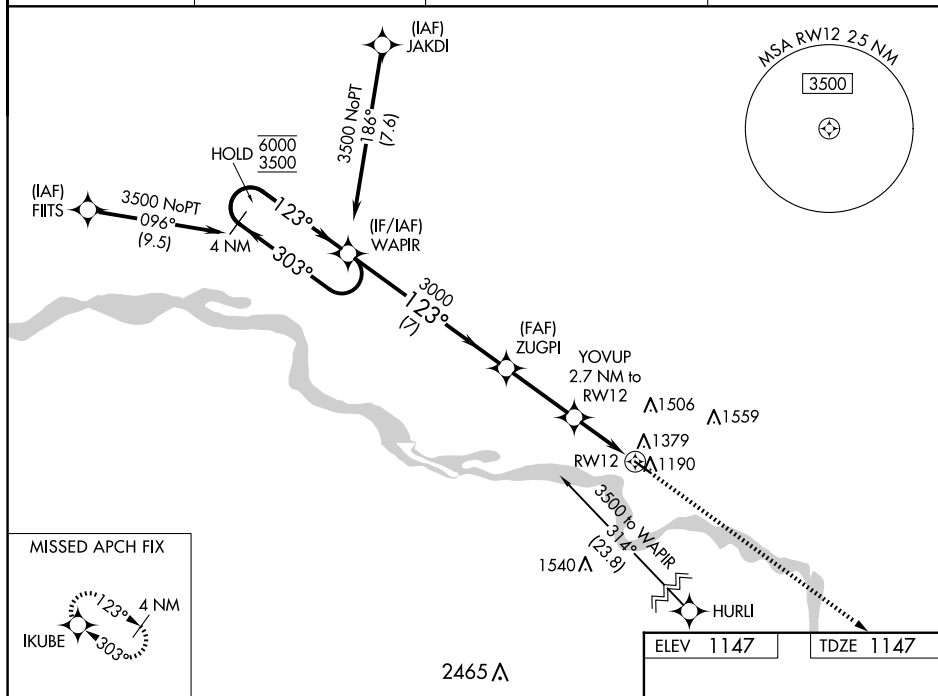 (IAF)
JAKDI
MSA RW12 25 NM
3500
3500 NoPT
186°
(7.6)
HOLD
6000
3500
(IAF)
FIITS
3500 NoPT
096°
(9.5)
4 NM
123°
303°
(IF/IAF)
WAPIR
3000
123°
(7)
(FAF)
ZUGPI
YOVUP
2.7 NM to
RW12
1506
1559
1379
RW12
1190
3500 to WAPIR
314°
(23.8)
1540
HURLI
MISSED APCH FIX
123°
4 NM
IKUBE
303°
2465
ELEV 1147
TDZE 1147